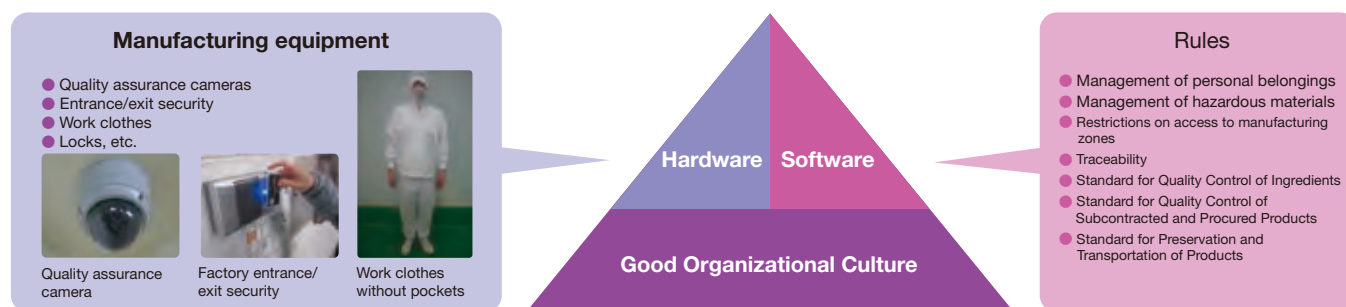 Manufacturing equipment
Quality assurance cameras
Entrance/exit security
Work clothes
Locks, etc.
Quality assurance
camera
Factory entrance/
exit security
Work clothes
without pockets
Hardware
Software
Good Organizational Culture
Rules
Management of personal belongings
Management of hazardous materials
Restrictions on access to manufacturing
zones
Traceability
Standard for Quality Control of Ingredients
Standard for Quality Control of
Subcontracted and Procured Products
Standard for Preservation and
Transportation of Products